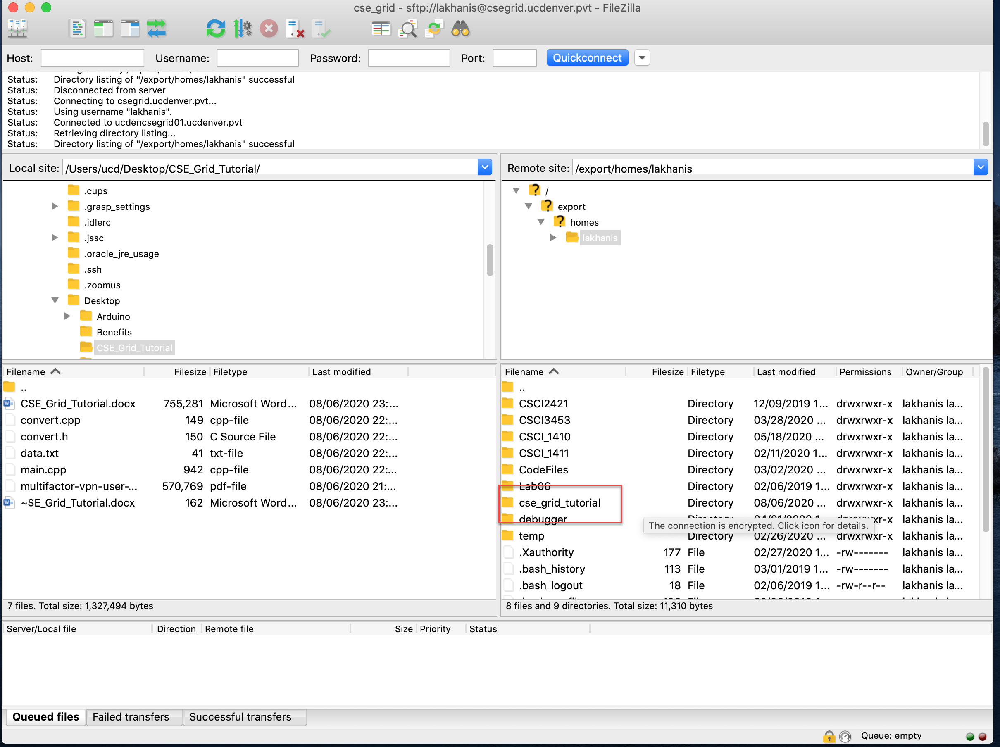 cse_grid - sftp://lakhanis@csegrid.ucdenver.pvt - FileZilla
Host: Username: Password: Port: Quickconnect
Status: Directory listing of "/export/homes/lakhanis" successful
Status: Disconnected from server
Status: Connecting to csegrid.ucdenver.pvt...
Status: Using username "lakhanis".
Status: Connected to ucdencsegrid01.ucdenver.pvt
Status: Retrieving directory listing...
Status: Directory listing of "/export/homes/lakhanis" successful
Local site: /Users/ucd/Desktop/CSE_Grid_Tutorial/
.cups
.grasp_settings
.idlerc
.jssc
.oracle_jre_usage
.ssh
.zoomus
Desktop
Arduino
Benefits
CSE_Grid_Tutorial
Remote site: /export/homes/lakhanis
/
export
homes
lakhanis
Filename Filesize Filetype Last modified
..
CSE_Grid_Tutorial.docx 755,281 Microsoft Word... 08/06/2020 23:...
convert.cpp 149 cpp-file 08/06/2020 22:...
convert.h 150 C Source File 08/06/2020 22:...
data.txt 41 txt-file 08/06/2020 22:...
main.cpp 942 cpp-file 08/06/2020 22:...
multifactor-vpn-user-... 570,769 pdf-file 08/06/2020 21:...
~$E_Grid_Tutorial.docx 162 Microsoft Word... 08/06/2020 23:...
7 files. Total size: 1,327,494 bytes
Filename Filesize Filetype Last modified Permissions Owner/Group
..
CSCI2421 Directory 12/09/2019 1... drwxrwxr-x lakhanis la...
CSCI3453 Directory 03/28/2020 ... drwxrwxr-x lakhanis la...
CSCI_1410 Directory 05/18/2020 ... drwxrwxr-x lakhanis la...
CSCI_1411 Directory 02/11/2020 1... drwxrwxr-x lakhanis la...
CodeFiles Directory 03/02/2020 ... drwxrwxr-x lakhanis la...
Lab06 Directory 02/06/2019 1... drwxrwxr-x lakhanis la...
cse_grid_tutorial Directory 08/06/2020 ... drwxrwxr-x lakhanis la...
debugger Directory 04/01/2020 1... drwxrwxr-x lakhanis la...
The connection is encrypted. Click icon for details.
temp Directory 02/26/2020 ... drwxrwxr-x lakhanis la...
.Xauthority 177 File 02/27/2020 1... -rw------- lakhanis la...
.bash_history 113 File 03/01/2019 1... -rw------- lakhanis la...
.bash_logout 18 File 02/06/2019 1... -rw-r--r-- lakhanis la...
8 files and 9 directories. Total size: 11,310 bytes
Server/Local file Direction Remote file Size Priority Status
Queued files Failed transfers Successful transfers
Queue: empty